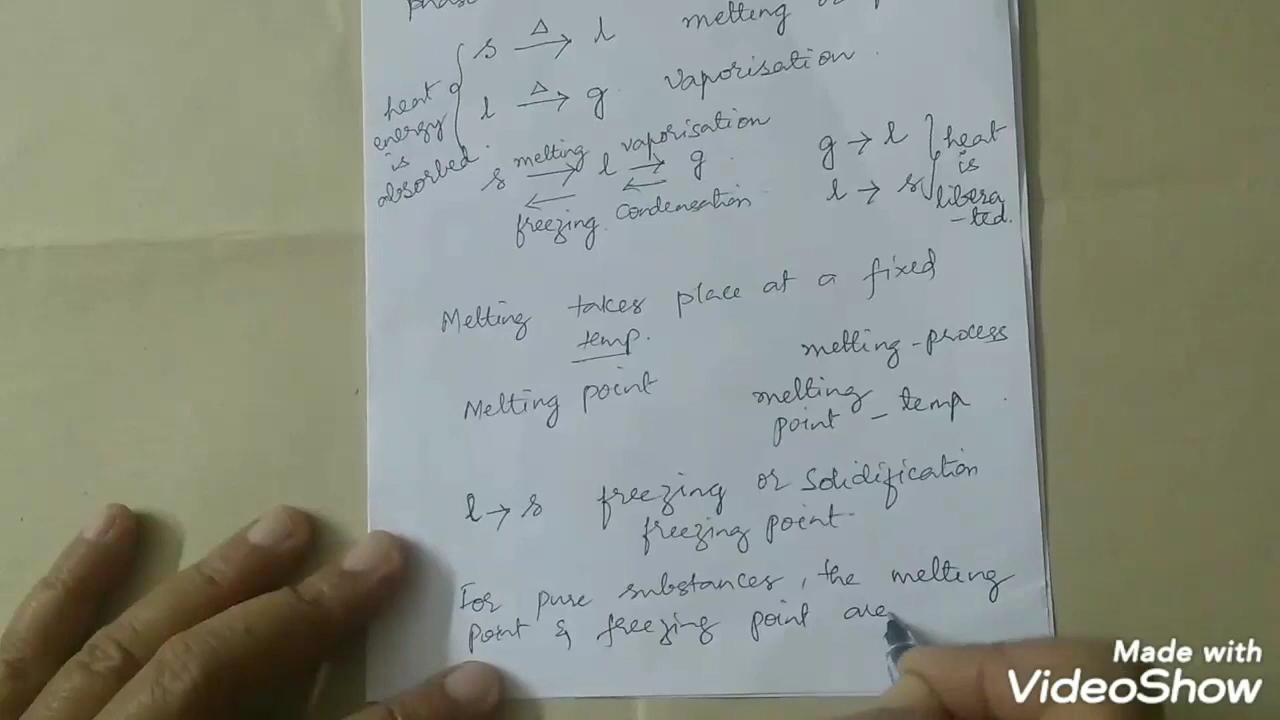 phase
s Δ→ l melting or
l Δ→ g vaporisation
heat energy is absorbed
s melting→ l vaporisation→ g
← freezing ← condensation
g → l
l → s
heat is libera
-ted.
Melting takes place at a fixed
temp.
Melting point
melting - process
melting
point - temp
l → s freezing or solidification
freezing point
For pure substances, the melting
point & freezing point are
Made with
VideoShow